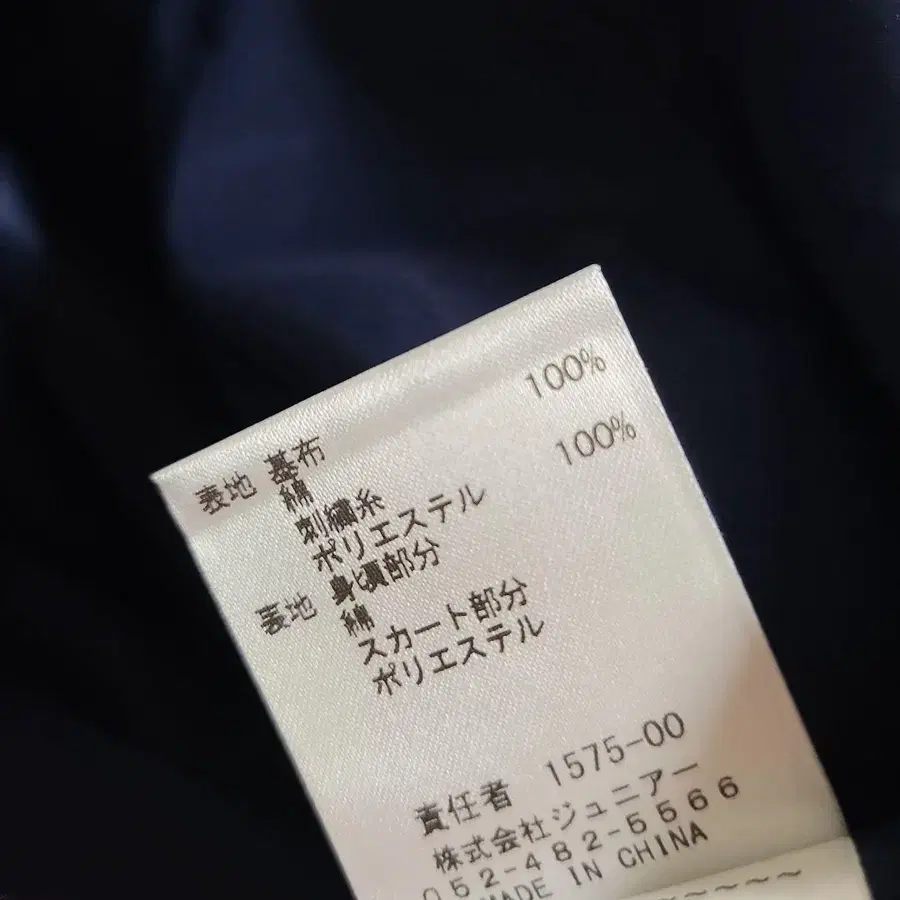 表地 基布
綿 100%
刺繍糸
ポリエステル 100%
表地 身頃部分
綿
スカート部分
ポリエステル
責任者 1575-00
株式会社ジュニアー
052-482-5566
MADE IN CHINA
~~~~~~